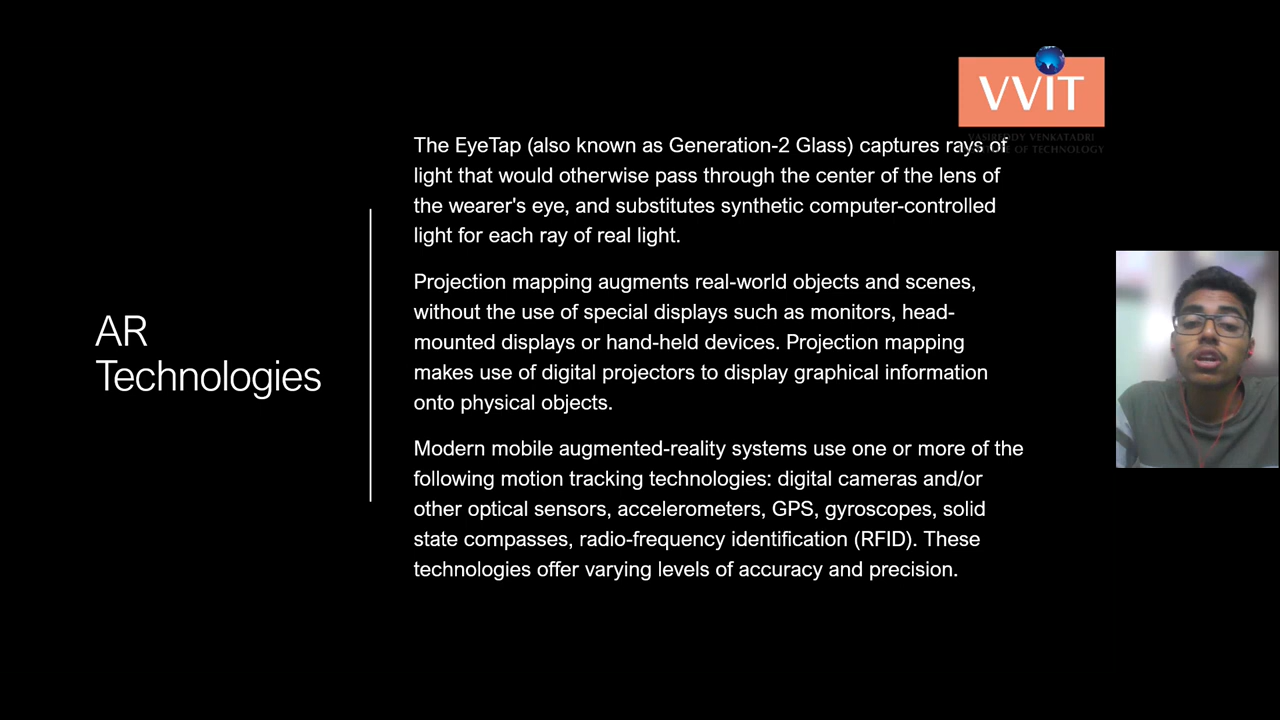 VVIT
VASIREDDY VENKATADRI
OF TECHNOLOGY
The EyeTap (also known as Generation-2 Glass) captures rays of
light that would otherwise pass through the center of the lens of
the wearer's eye, and substitutes synthetic computer-controlled
light for each ray of real light.
Projection mapping augments real-world objects and scenes,
without the use of special displays such as monitors, head-
mounted displays or hand-held devices. Projection mapping
makes use of digital projectors to display graphical information
onto physical objects.
Modern mobile augmented-reality systems use one or more of the
following motion tracking technologies: digital cameras and/or
other optical sensors, accelerometers, GPS, gyroscopes, solid
state compasses, radio-frequency identification (RFID). These
technologies offer varying levels of accuracy and precision.
AR
Technologies